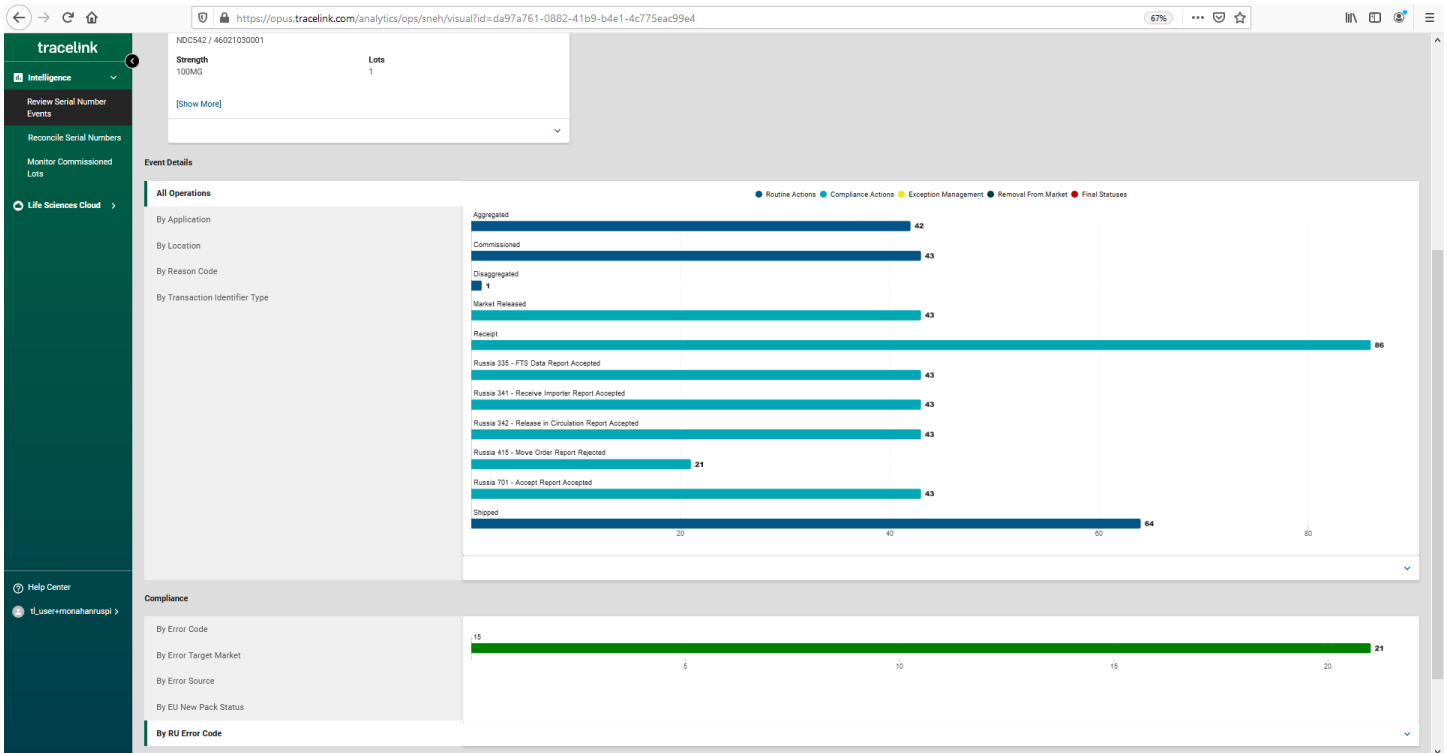 https://opus.tracelink.com/analytics/ops/sneh/visual?id=da97a761-0882-41b9-b4e1-4c775eac99e4
67%
tracelink
Intelligence
Review Serial Number
Events
Reconcile Serial Numbers
Monitor Commissioned
Lots
Life Sciences Cloud
Help Center
tl_user+monahanruspi
NDC542 / 46021030001
Strength
Lots
100MG
1
[Show More]
Event Details
All Operations
By Application
By Location
By Reason Code
By Transaction Identifier Type
Routine Actions
Compliance Actions
Exception Management
Removal From Market
Final Statuses
Aggregated
42
Commissioned
43
Disaggregated
1
Market Released
43
Receipt
86
Russia 335 - FTS Data Report Accepted
43
Russia 341 - Receive Importer Report Accepted
43
Russia 342 - Release in Circulation Report Accepted
43
Russia 415 - Move Order Report Rejected
21
Russia 701 - Accept Report Accepted
43
Shipped
64
20
40
60
80
Compliance
By Error Code
By Error Target Market
By Error Source
By EU New Pack Status
By RU Error Code
15
21
5
10
15
20